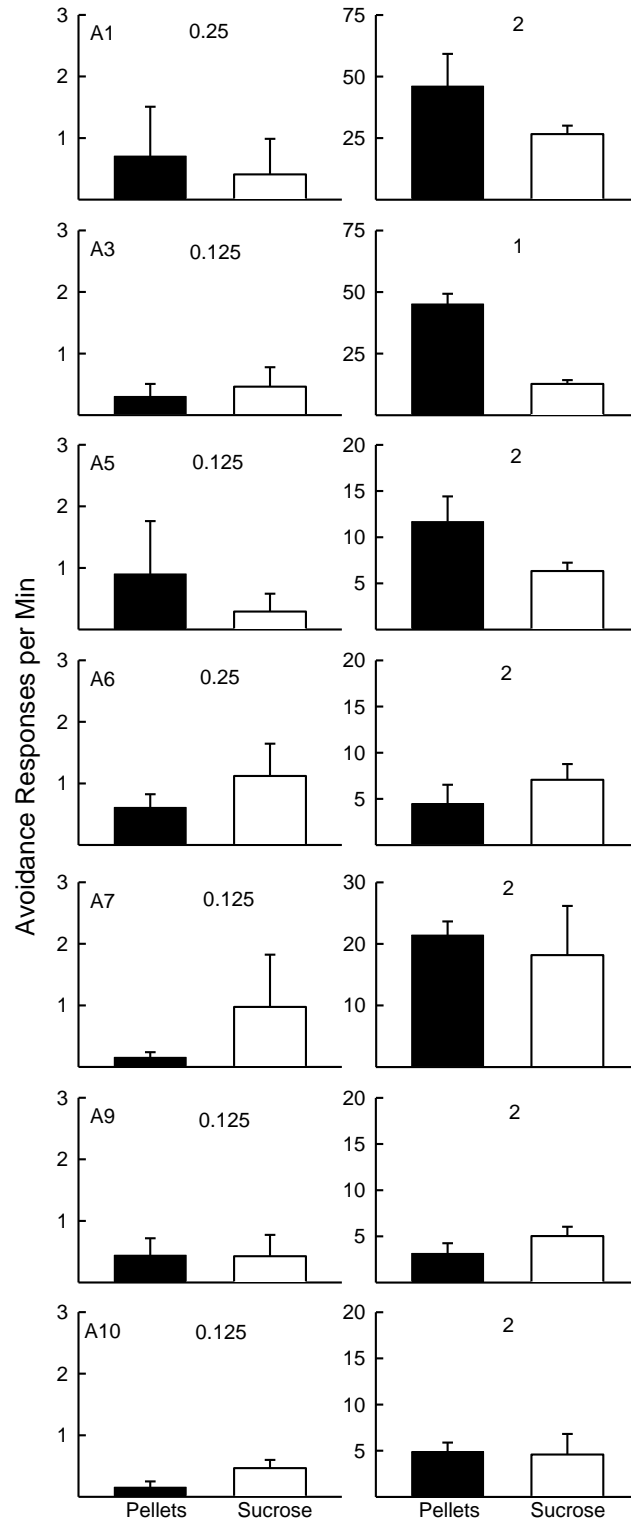 Avoidance Responses per Min
A1 0.25 2
3 75
2 50
1 25
A3 0.125 1
3 75
2 50
1 25
A5 0.125 2
3 20
2 15
1 10
5
A6 0.25 2
3 20
2 15
1 10
5
A7 0.125 2
3 30
2 20
1 10
A9 0.125 2
3 20
2 15
1 10
5
A10 0.125 2
3 20
2 15
1 10
5
Pellets Sucrose Pellets Sucrose